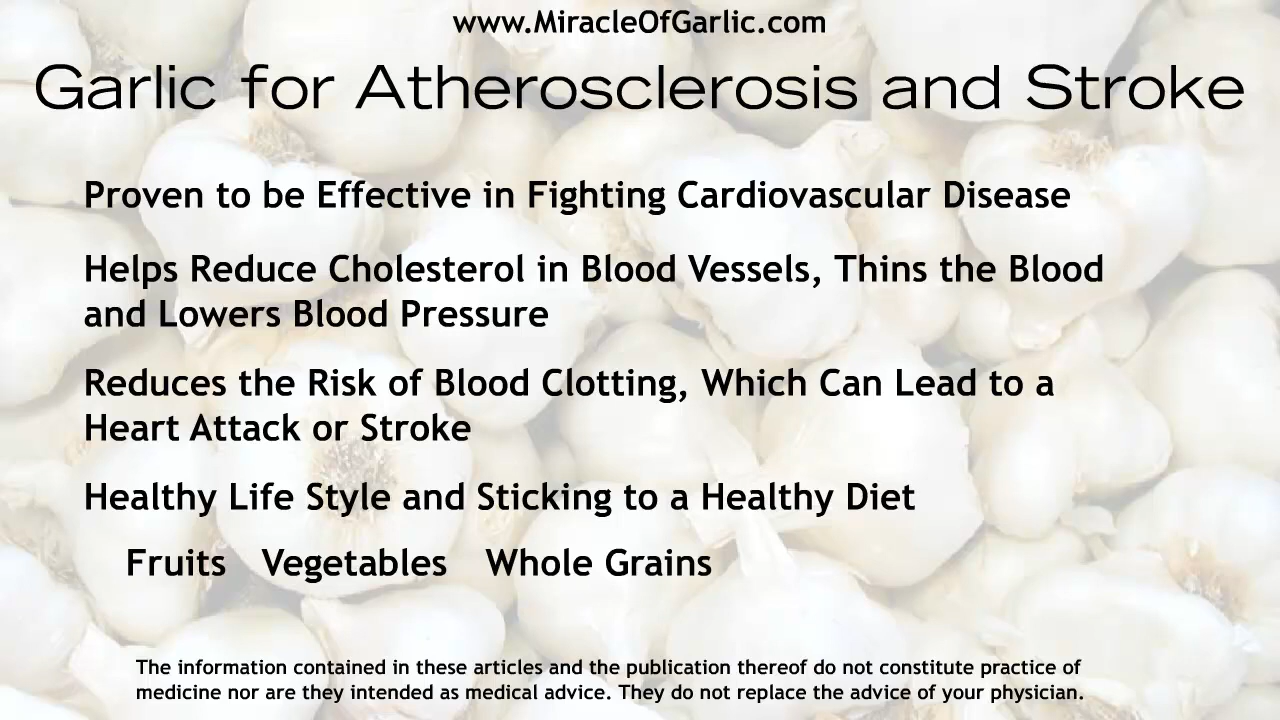 www.MiracleOfGarlic.com
Garlic for Atherosclerosis and Stroke
Proven to be Effective in Fighting Cardiovascular Disease
Helps Reduce Cholesterol in Blood Vessels, Thins the Blood
and Lowers Blood Pressure
Reduces the Risk of Blood Clotting, Which Can Lead to a
Heart Attack or Stroke
Healthy Life Style and Sticking to a Healthy Diet
Fruits Vegetables Whole Grains
The information contained in these articles and the publication thereof do not constitute practice of
medicine nor are they intended as medical advice. They do not replace the advice of your physician.